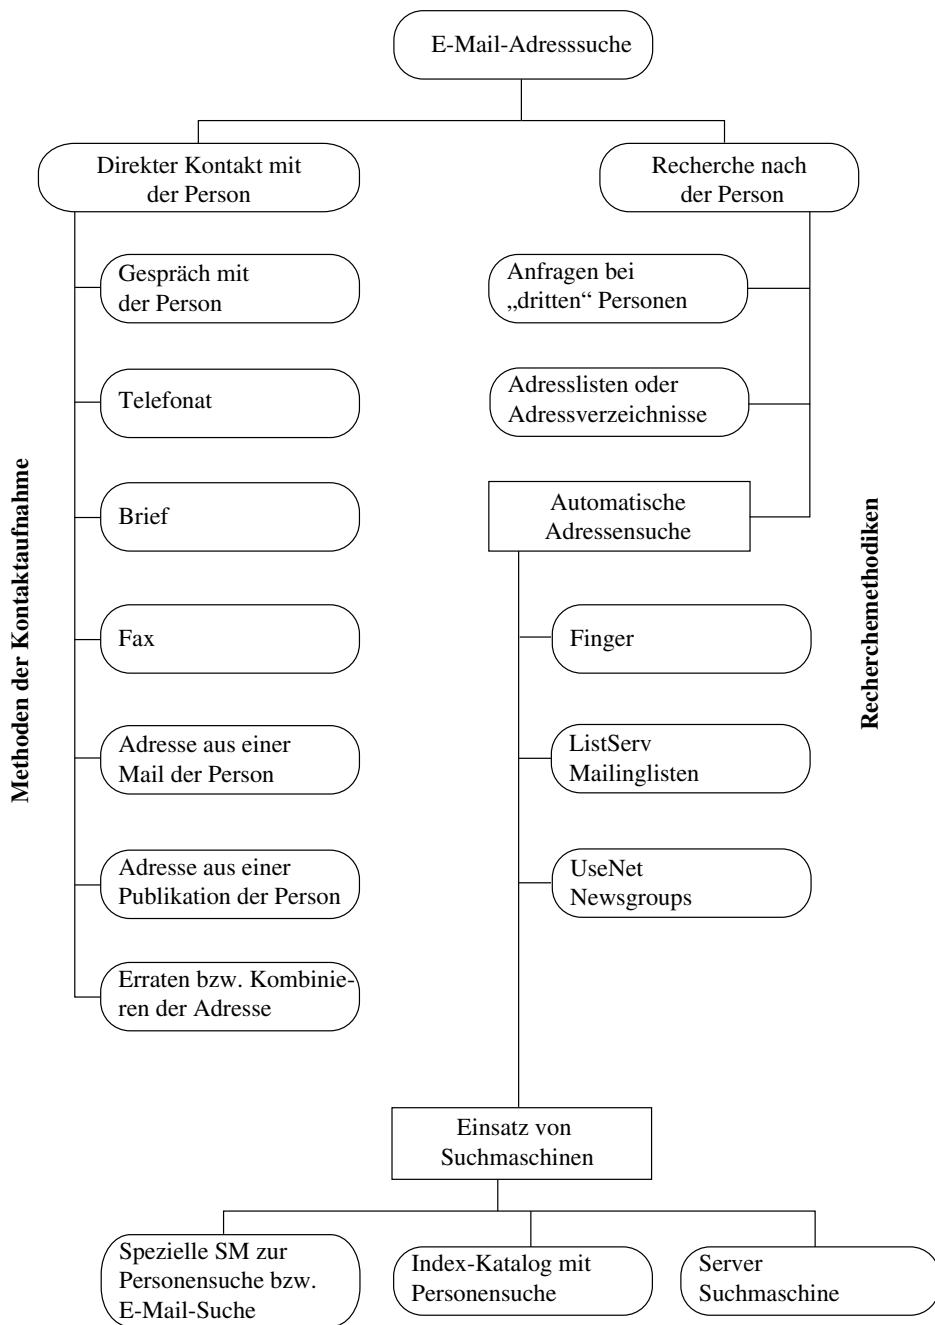 E-Mail-Adresssuche
Direkter Kontakt mit
der Person
Recherche nach
der Person
Methoden der Kontaktaufnahme
Gespräch mit
der Person
Telefonat
Brief
Fax
Adresse aus einer
Mail der Person
Adresse aus einer
Publikation der Person
Erraten bzw. Kombinie-
ren der Adresse
Anfragen bei
„dritten“ Personen
Adresslisten oder
Adressverzeichnisse
Automatische
Adressensuche
Finger
ListServ
Mailinglisten
UseNet
Newsgroups
Recherchemethodiken
Einsatz von
Suchmaschinen
Spezielle SM zur
Personensuche bzw.
E-Mail-Suche
Index-Katalog mit
Personensuche
Server
Suchmaschine